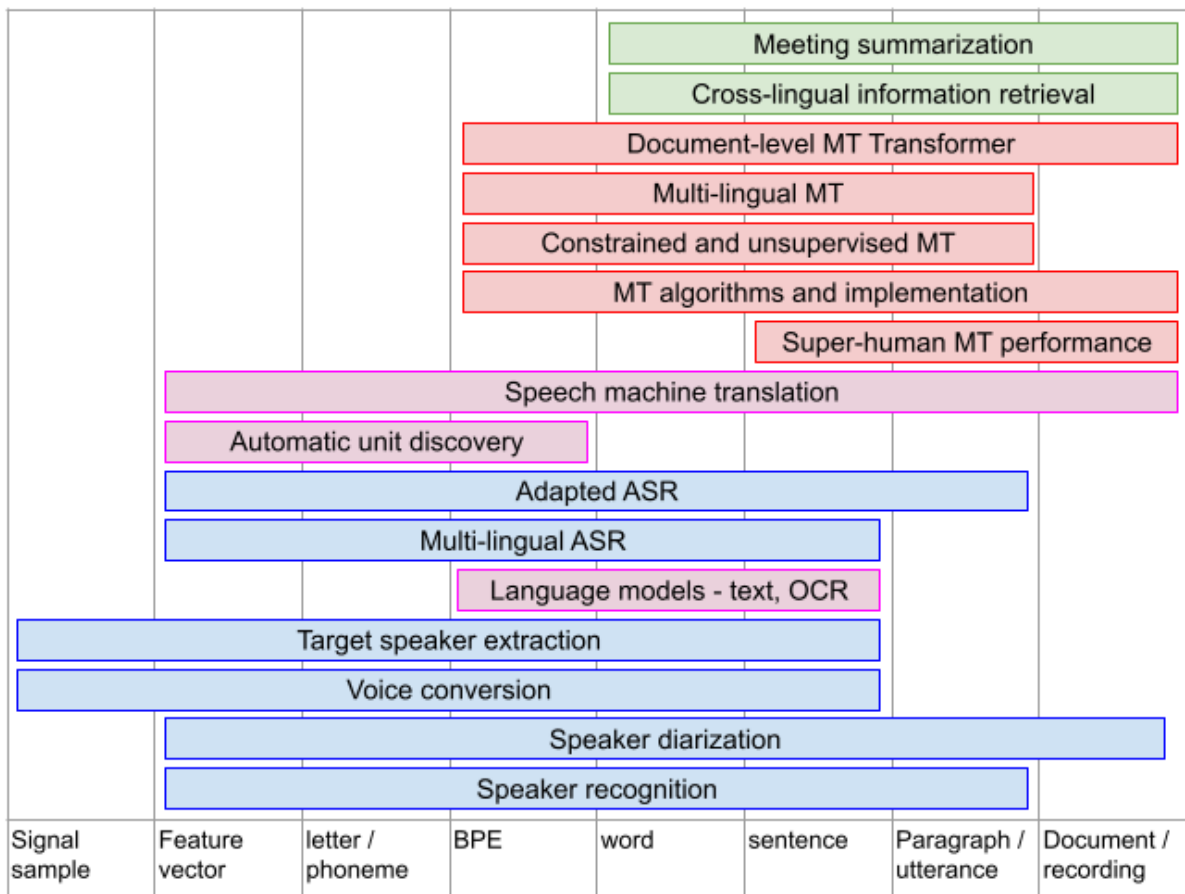 Meeting summarization
Cross-lingual information retrieval
Document-level MT Transformer
Multi-lingual MT
Constrained and unsupervised MT
MT algorithms and implementation
Super-human MT performance
Speech machine translation
Automatic unit discovery
Adapted ASR
Multi-lingual ASR
Language models - text, OCR
Target speaker extraction
Voice conversion
Speaker diarization
Speaker recognition
Signal
sample
Feature
vector
letter /
phoneme
BPE
word
sentence
Paragraph /
utterance
Document /
recording